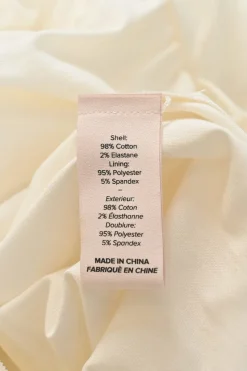 Shell:
98% Cotton
2% Elastane
Lining:
95% Polyester
5% Spandex
–
Exterieur:
98% Coton
2% Élasthanne
Doublure:
95% Polyester
5% Spandex
MADE IN CHINA
FABRIQUÉ EN CHINE